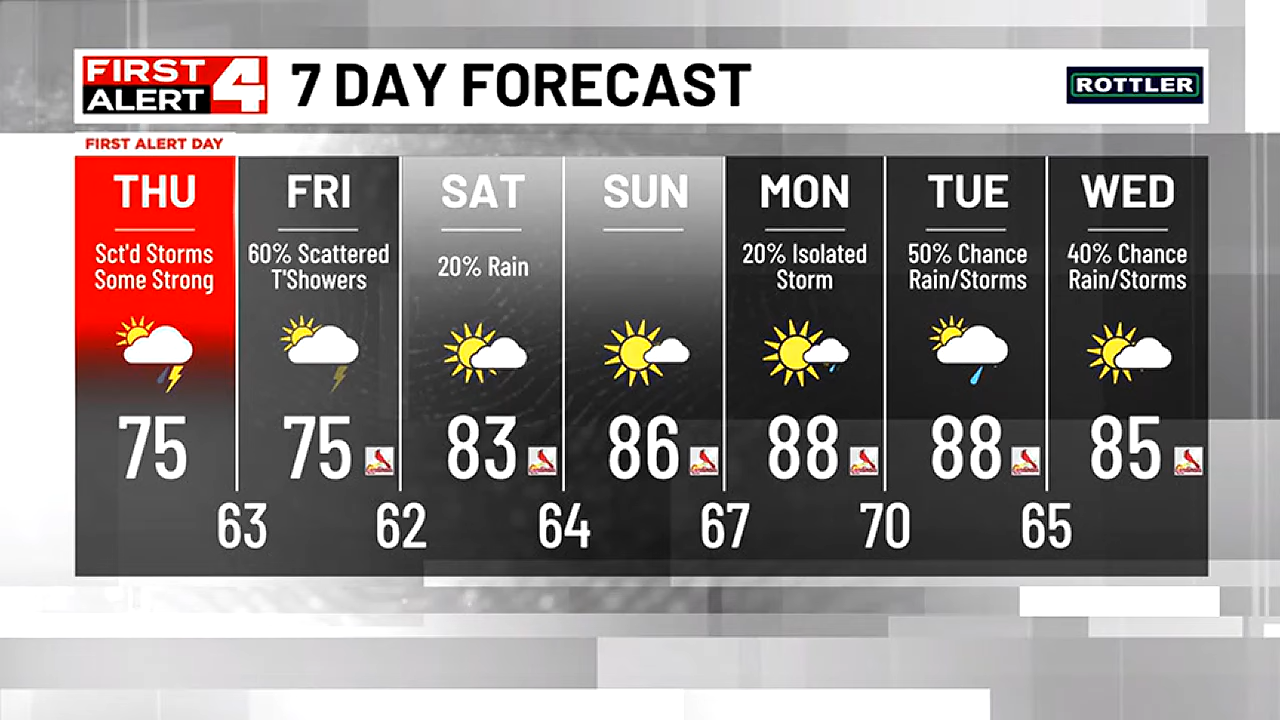 FIRST
ALERT 4
7 DAY FORECAST
ROTTLER
FIRST ALERT DAY
THU
Sct'd Storms
Some Strong
75
FRI
60% Scattered
T'Showers
75
SAT
20% Rain
83
SUN
86
MON
20% Isolated
Storm
88
TUE
50% Chance
Rain/Storms
88
WED
40% Chance
Rain/Storms
85
63
62
64
67
70
65